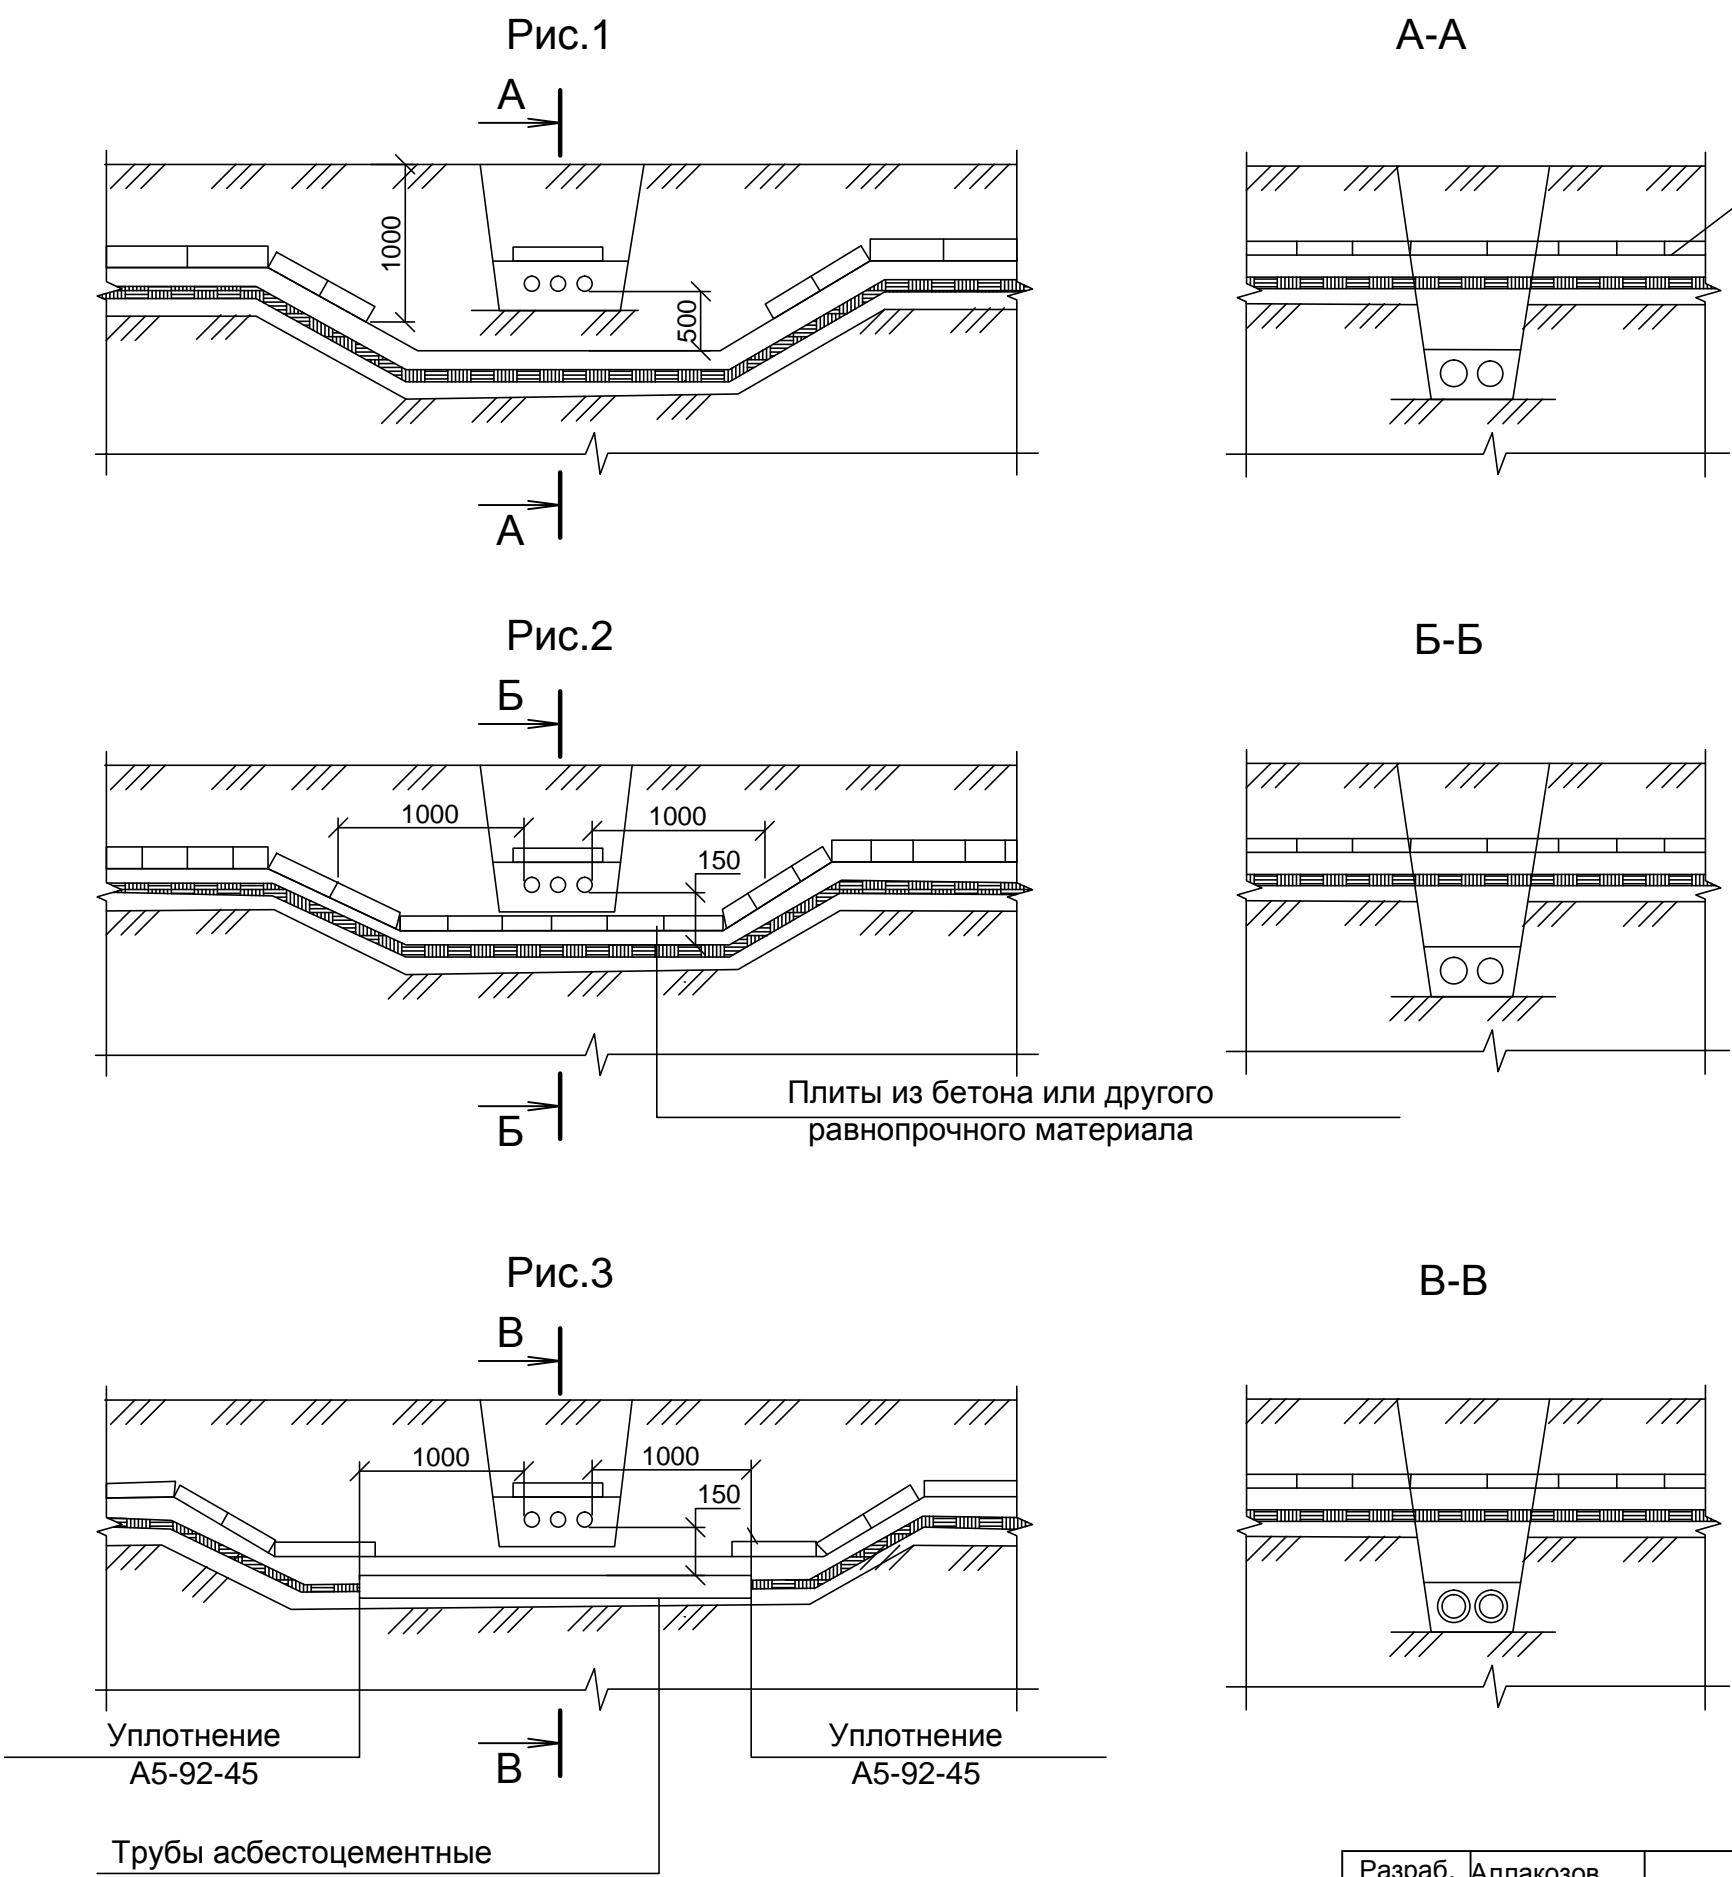 Рис.1
А-А
А
1000
500
А
Рис.2
Б-Б
Б
1000
1000
150
Плиты из бетона или другого
равнопрочного материала
Б
Рис.3
В-В
В
1000
1000
150
Уплотнение
А5-92-45
В
Уплотнение
А5-92-45
Трубы асбестоцементные
Разраб.